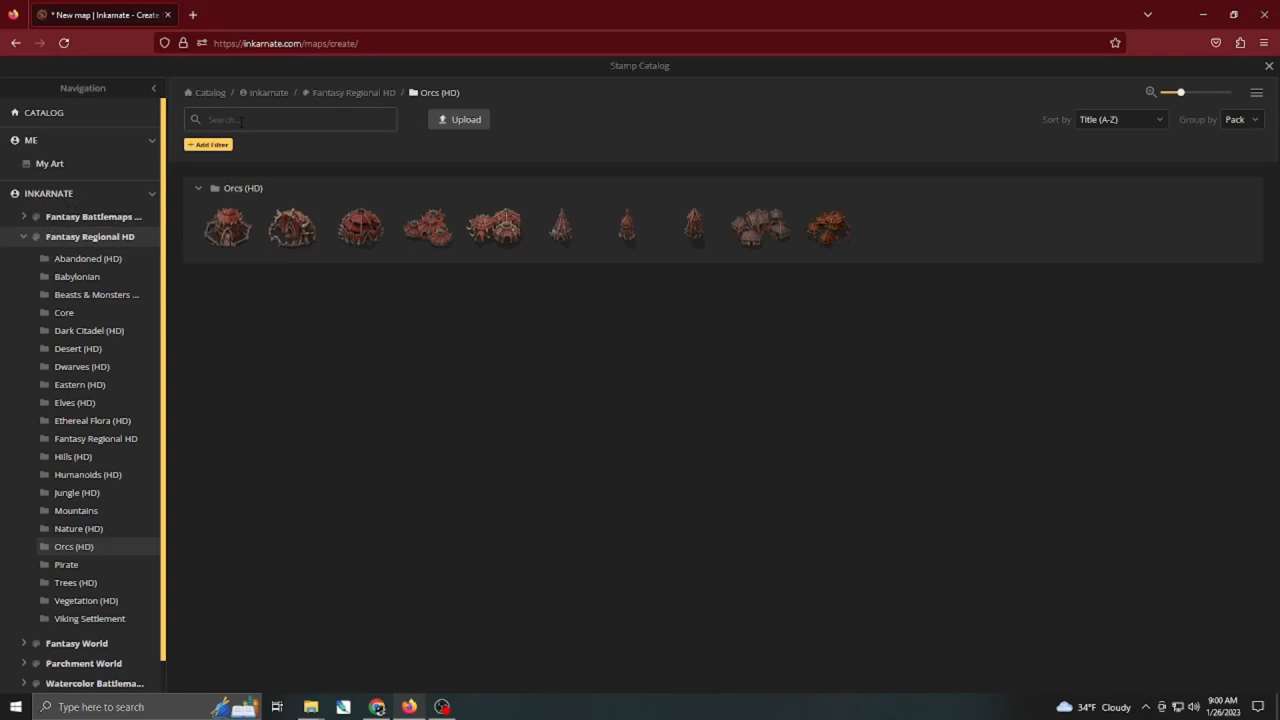 * New map | Inkarnate - Create
https://inkarnate.com/maps/create/
Stamp Catalog
Navigation
Catalog / Inkarnate / Fantasy Regional HD / Orcs (HD)
CATALOG
Search...
Upload
Sort by Title (A-Z) Group by Pack
ME
+ Add Filter
My Art
INKARNATE
Orcs (HD)
Fantasy Battlemaps ...
Fantasy Regional HD
Abandoned (HD)
Babylonian
Beasts & Monsters ...
Core
Dark Citadel (HD)
Desert (HD)
Dwarves (HD)
Eastern (HD)
Elves (HD)
Ethereal Flora (HD)
Fantasy Regional HD
Hills (HD)
Humanoids (HD)
Jungle (HD)
Mountains
Nature (HD)
Orcs (HD)
Pirate
Trees (HD)
Vegetation (HD)
Viking Settlement
Fantasy World
Parchment World
Watercolor Battlema...
Type here to search
34°F Cloudy
9:00 AM
1/26/2023